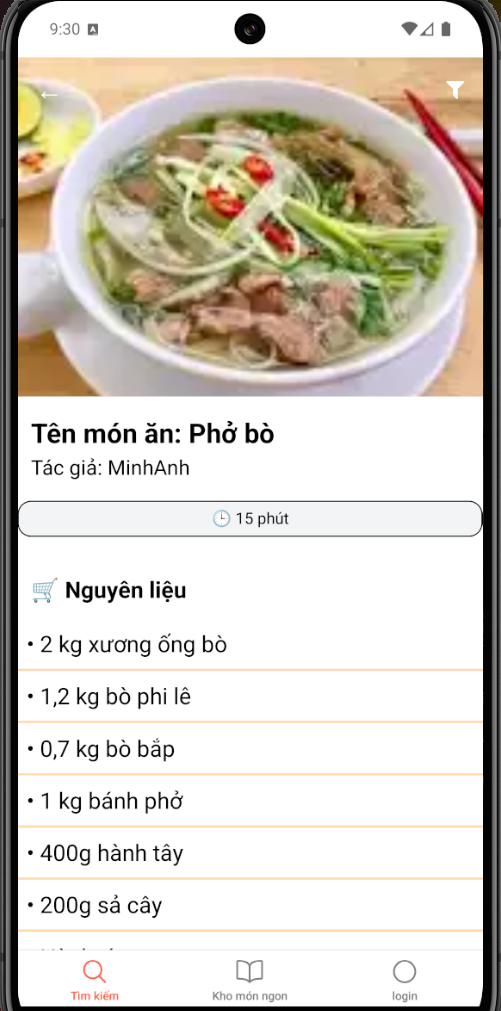 9:30
Tên món ăn: Phở bò
Tác giả: MinhAnh
15 phút
Nguyên liệu
• 2 kg xương ống bò
• 1,2 kg bò phi lê
• 0,7 kg bò bắp
• 1 kg bánh phở
• 400g hành tây
• 200g sả cây
Tìm kiếm
Kho món ngon
login